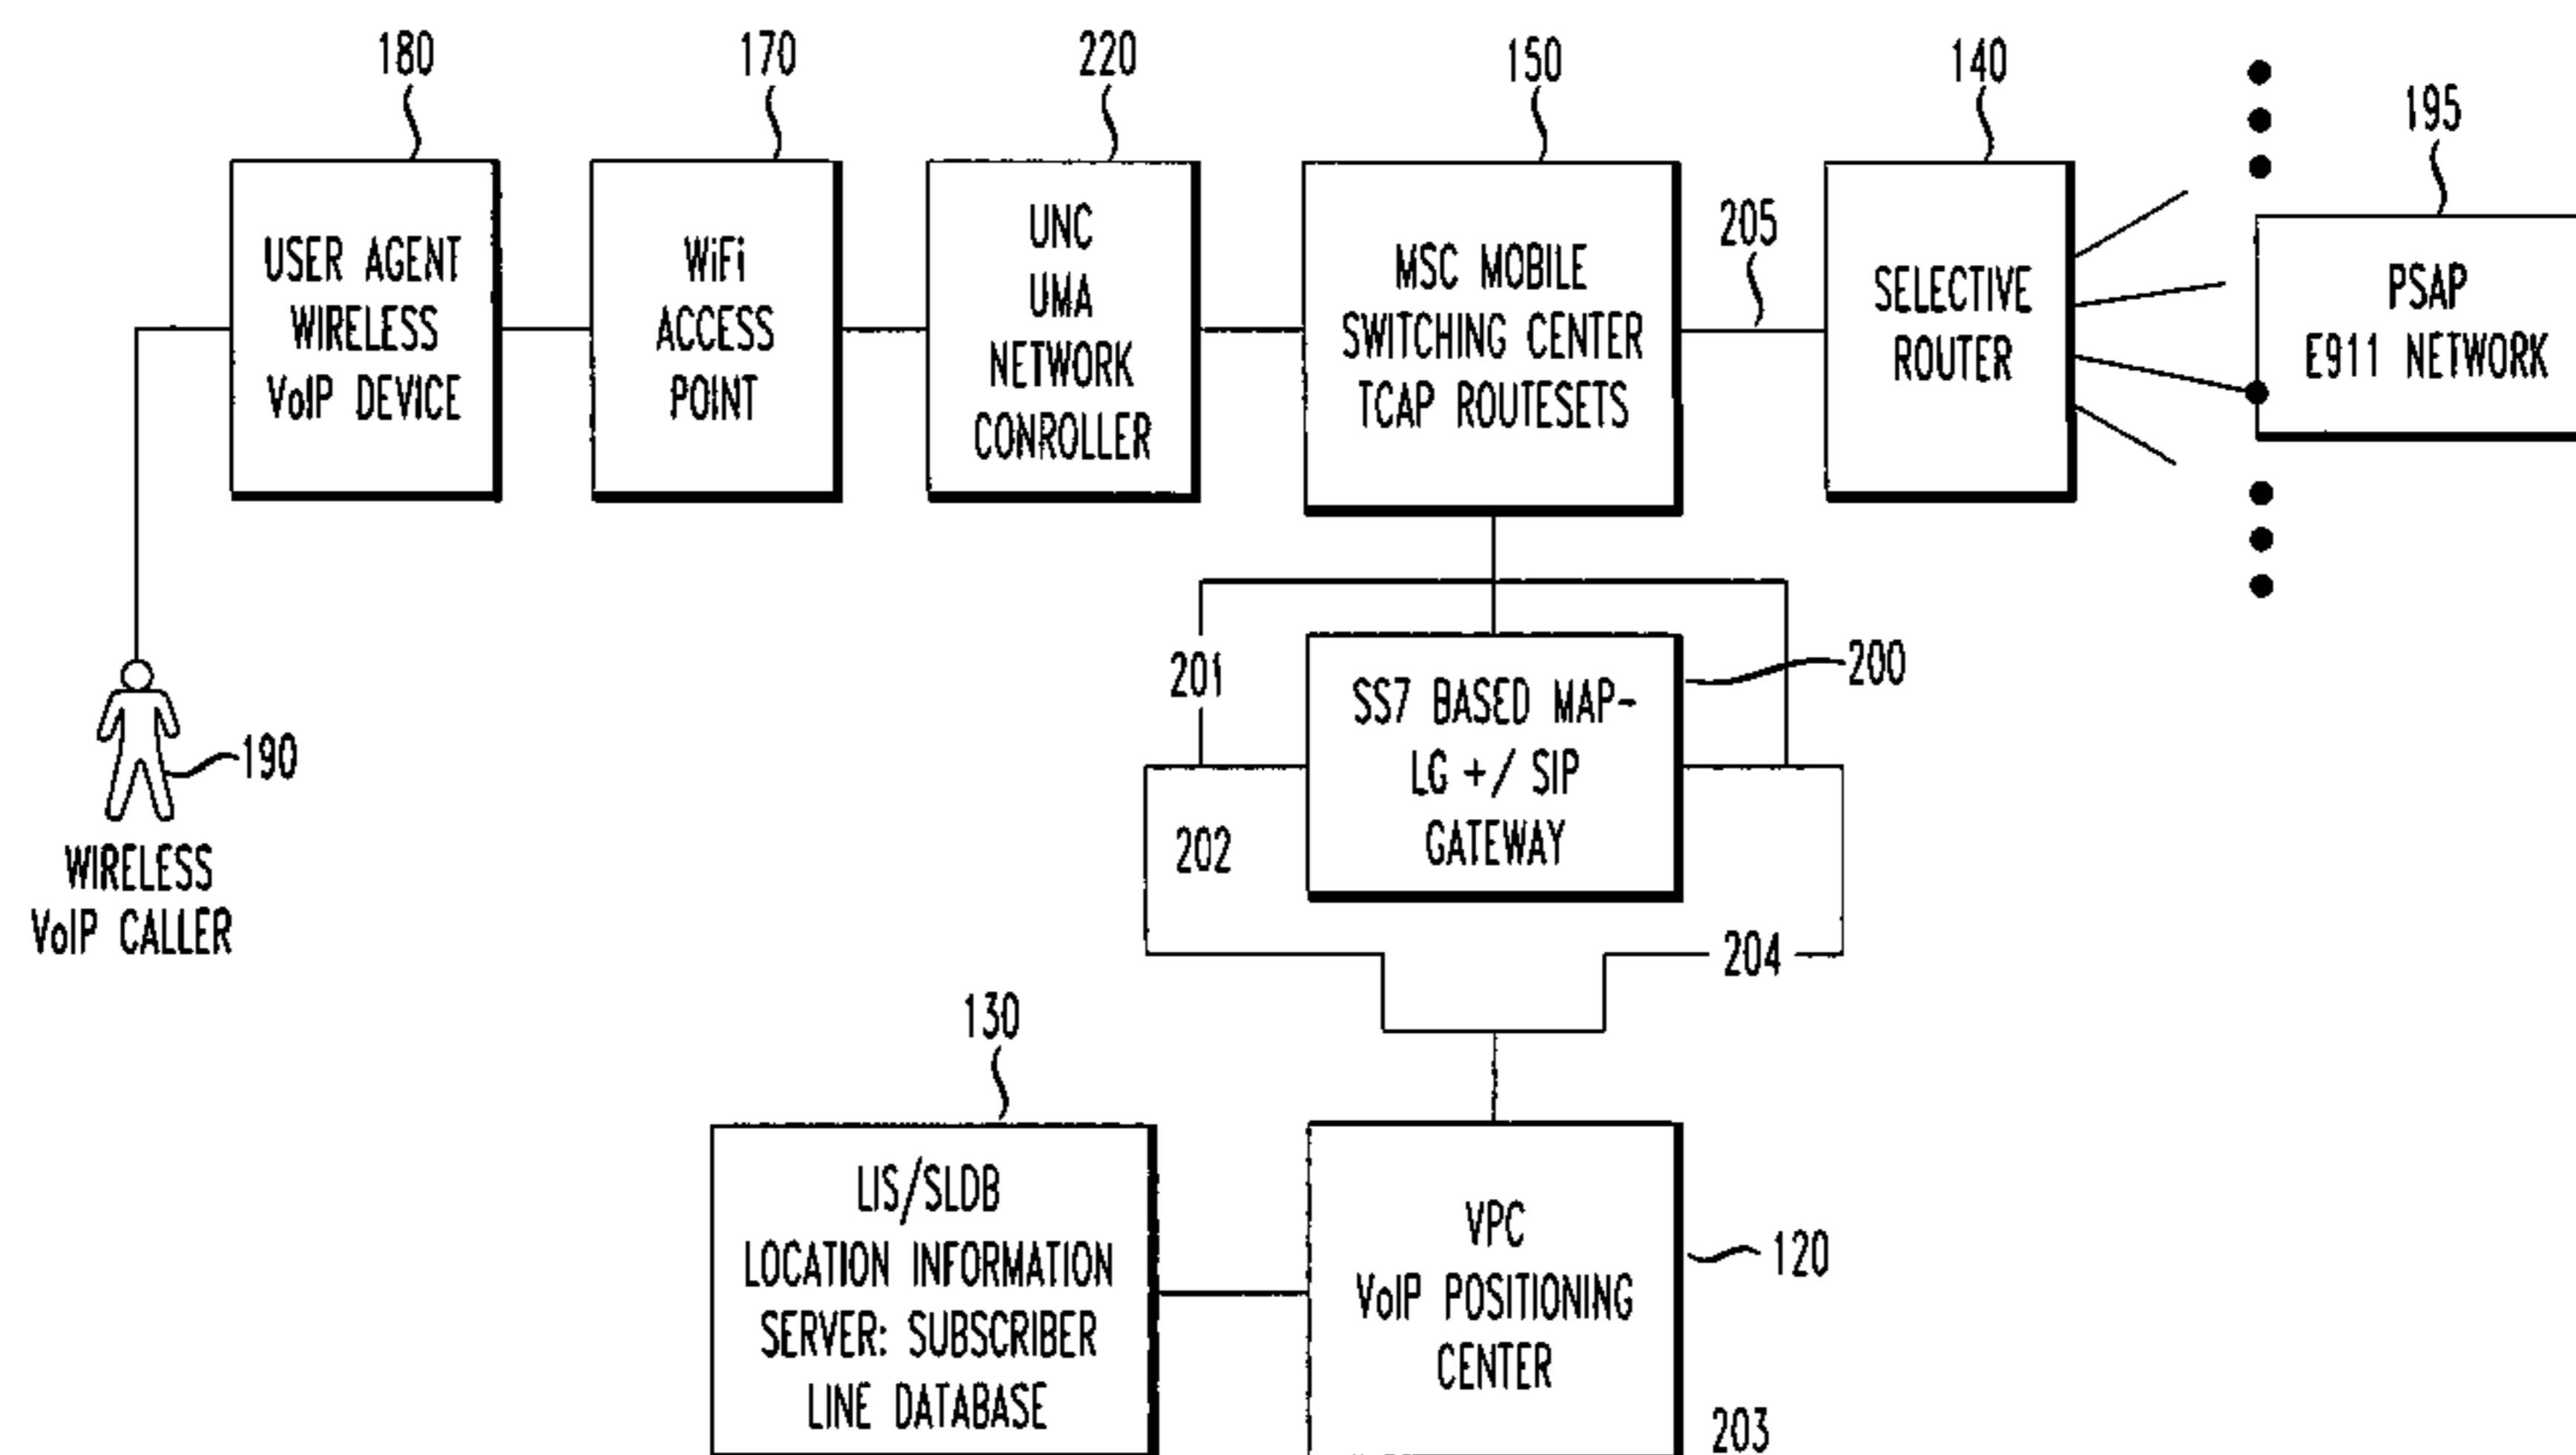 180
170
220
150
140
195
USER AGENT
WIRELESS
VoIP DEVICE
WiFi
ACCESS
POINT
UNC
UMA
NETWORK
CONROLLER
MSC MOBILE
SWITCHING CENTER
TCAP ROUTESETS
205
SELECTIVE
ROUTER
PSAP
E911 NETWORK
190
WIRELESS
VoIP CALLER
201
202
SS7 BASED MAP-
LG +/ SIP
GATEWAY
200
204
130
LIS/SLDB
LOCATION INFORMATION
SERVER: SUBSCRIBER
LINE DATABASE
VPC
VoIP POSITIONING
CENTER
120
203